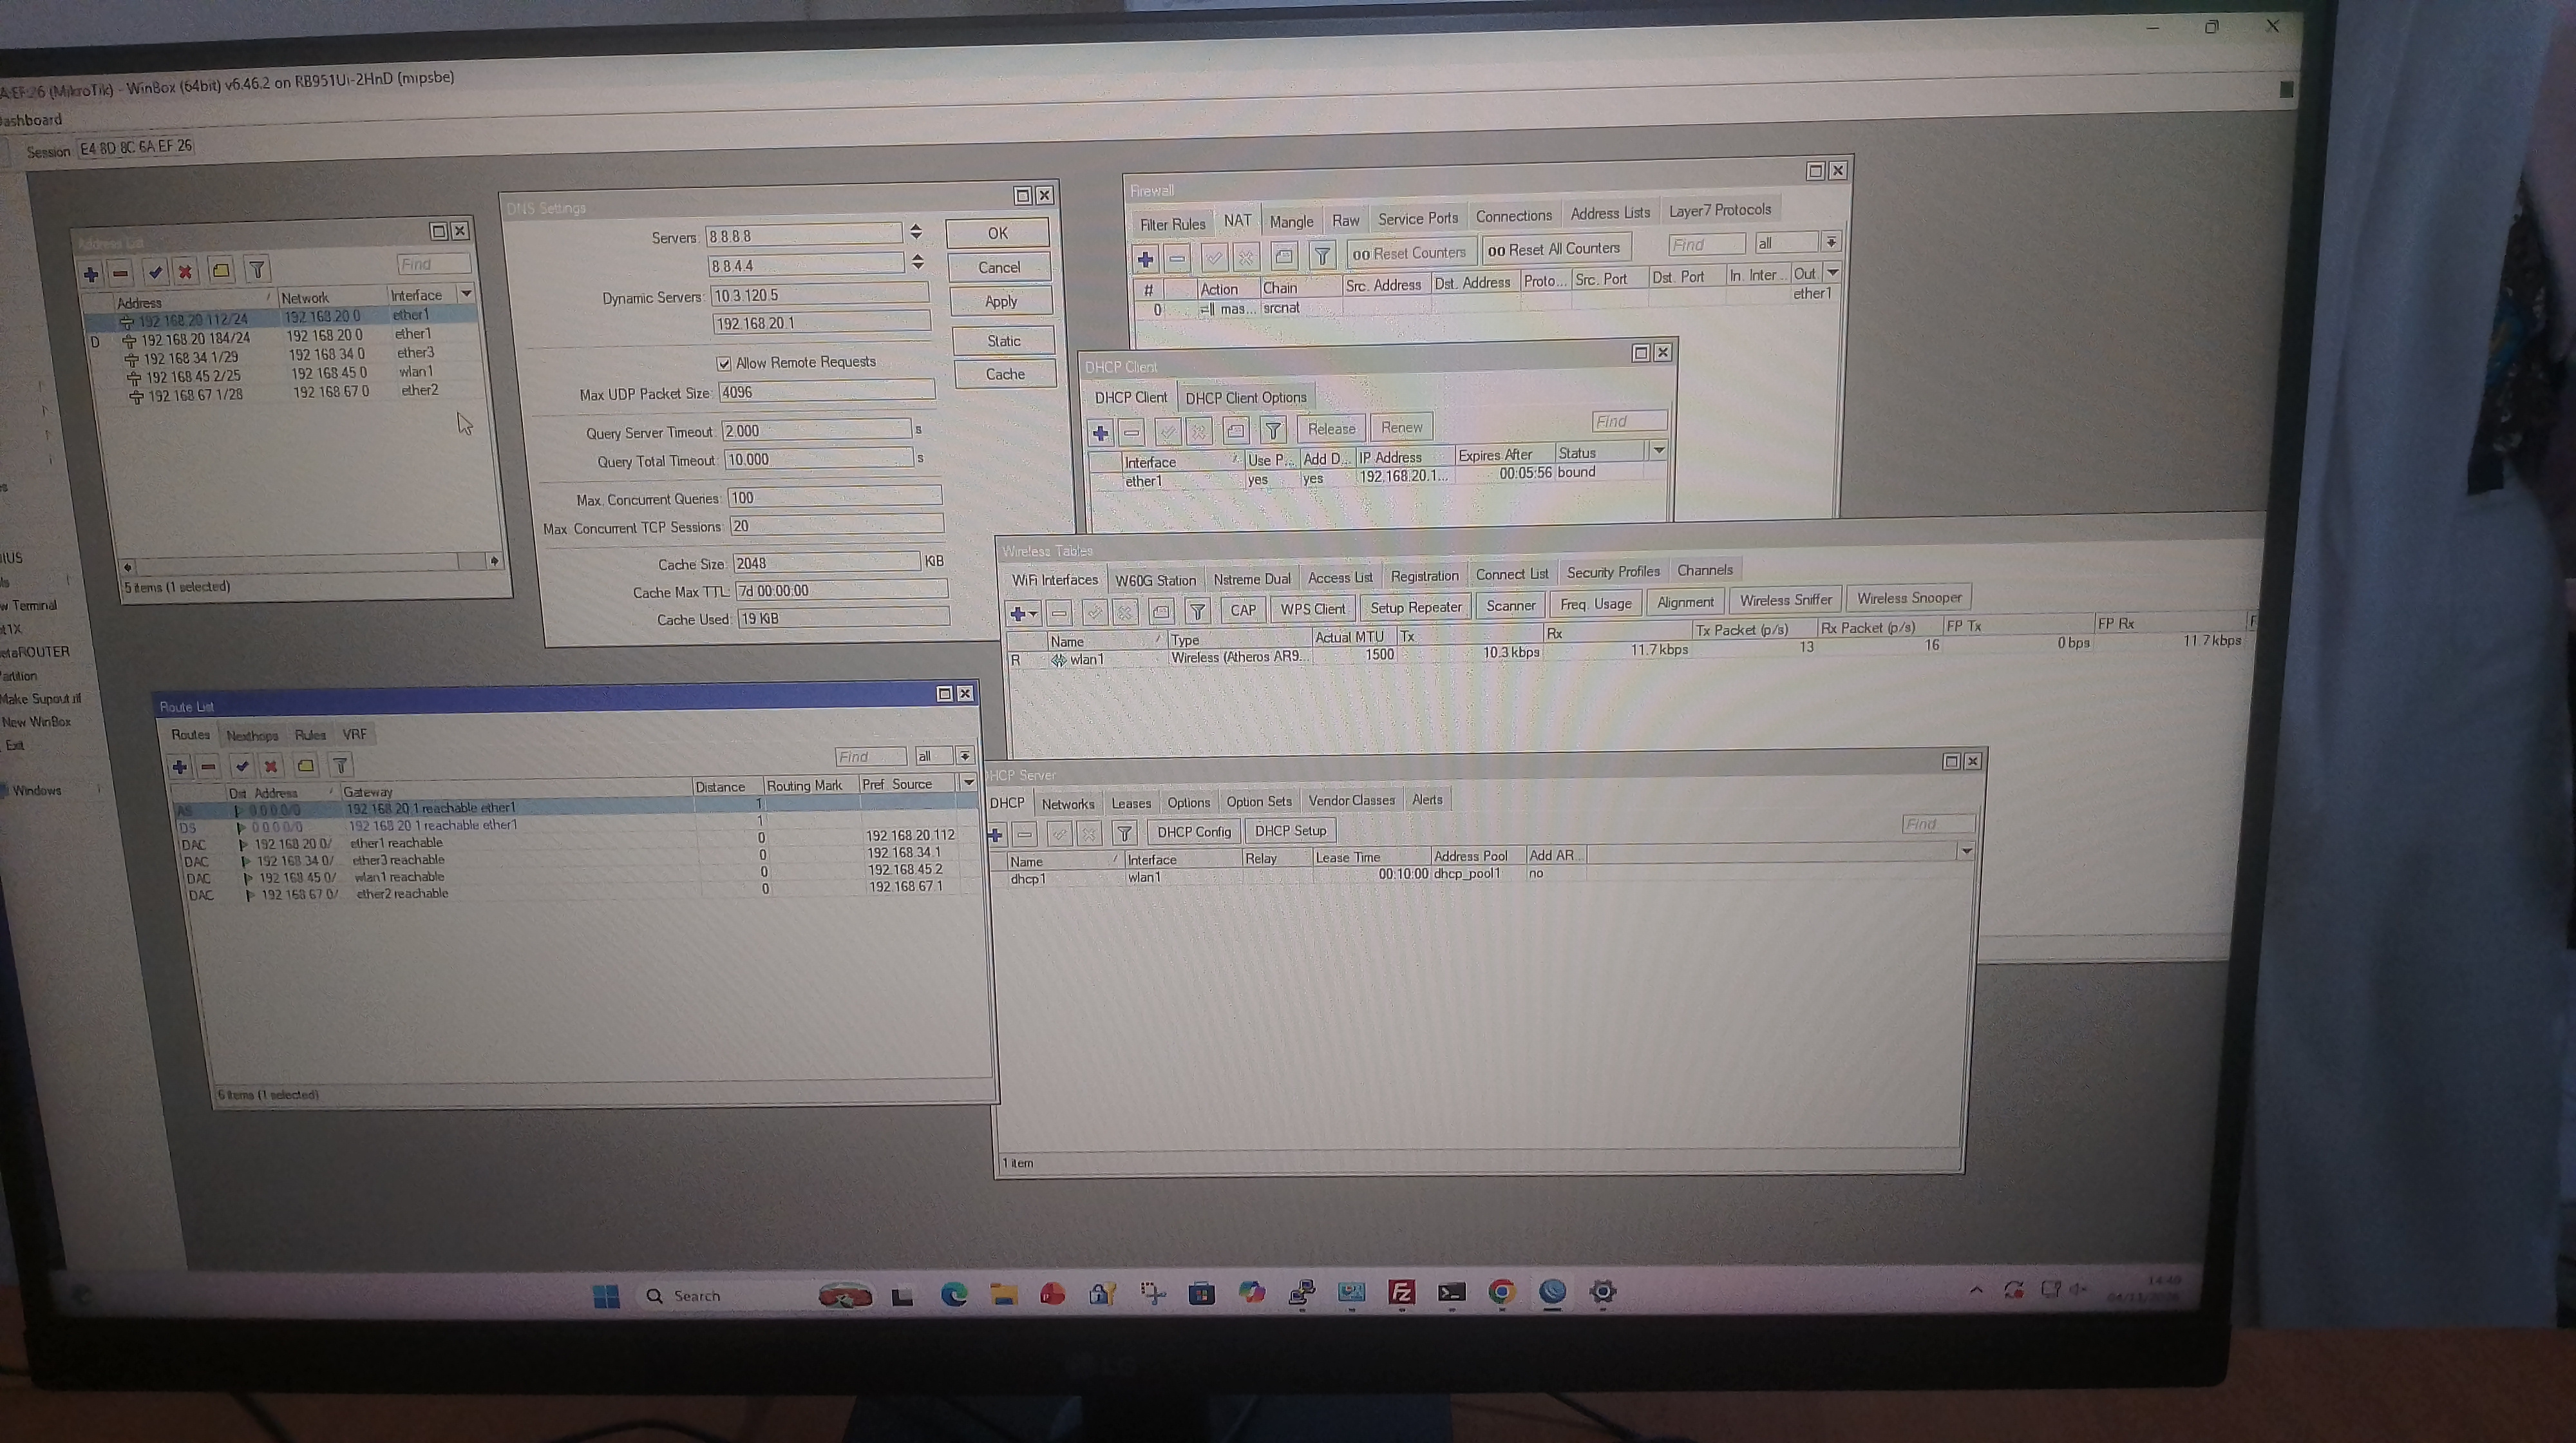 A:EF:26 (MikroTik) - WinBox (64bit) v6.46.2 on RB951Ui-2HnD (mipsbe)
Dashboard
Session E4 8D 8C 6A EF 26
Address List
Find
Address Network Interface
192.168.20.112/24 192.168.20.0 ether1
D 192.168.20.184/24 192.168.20.0 ether1
192.168.34.1/29 192.168.34.0 ether3
192.168.45.2/25 192.168.45.0 wlan1
192.168.67.1/28 192.168.67.0 ether2
5 items (1 selected)
DNS Settings
Servers: 8.8.8.8
8.8.4.4
Dynamic Servers: 10.3.120.5
192.168.20.1
Allow Remote Requests
Max UDP Packet Size: 4096
Query Server Timeout: 2.000 s
Query Total Timeout: 10.000 s
Max. Concurrent Queries: 100
Max. Concurrent TCP Sessions: 20
Cache Size: 2048 KiB
Cache Max TTL: 7d 00:00:00
Cache Used: 19 KiB
OK
Cancel
Apply
Static
Cache
Firewall
Filter Rules NAT Mangle Raw Service Ports Connections Address Lists Layer7 Protocols
00 Reset Counters 00 Reset All Counters Find all
# Action Chain Src. Address Dst. Address Proto... Src. Port Dst. Port In. Inter... Out
0 mas... srcnat ether1
DHCP Client
DHCP Client DHCP Client Options
Release Renew Find
Interface Use P... Add D... IP Address Expires After Status
ether1 yes yes 192.168.20.1... 00:05:56 bound
Wireless Tables
WiFi Interfaces W60G Station Nstreme Dual Access List Registration Connect List Security Profiles Channels
CAP WPS Client Setup Repeater Scanner Freq. Usage Alignment Wireless Sniffer Wireless Snooper
Name Type Actual MTU Tx Rx Tx Packet (p/s) Rx Packet (p/s) FP Tx FP Rx F
R wlan1 Wireless (Atheros AR9... 1500 10.3 kbps 11.7 kbps 13 16 0 bps 11.7 kbps
IUS
ls
w Terminal
t1X
etaROUTER
artition
Make Supout.rif
New WinBox
Exit
Windows
Route List
Routes Nexthops Rules VRF
Find all
Dst. Address Gateway Distance Routing Mark Pref. Source
AS 0.0.0.0/0 192.168.20.1 reachable ether1 1
DS 0.0.0.0/0 192.168.20.1 reachable ether1 1
DAC 192.168.20.0/ ether1 reachable 0 192.168.20.112
DAC 192.168.34.0/ ether3 reachable 0 192.168.34.1
DAC 192.168.45.0/ wlan1 reachable 0 192.168.45.2
DAC 192.168.67.0/ ether2 reachable 0 192.168.67.1
6 items (1 selected)
DHCP Server
DHCP Networks Leases Options Option Sets Vendor Classes Alerts
DHCP Config DHCP Setup Find
Name Interface Relay Lease Time Address Pool Add AR...
dhcp1 wlan1 00:10:00 dhcp_pool1 no
1 item
Search
14:40
LG